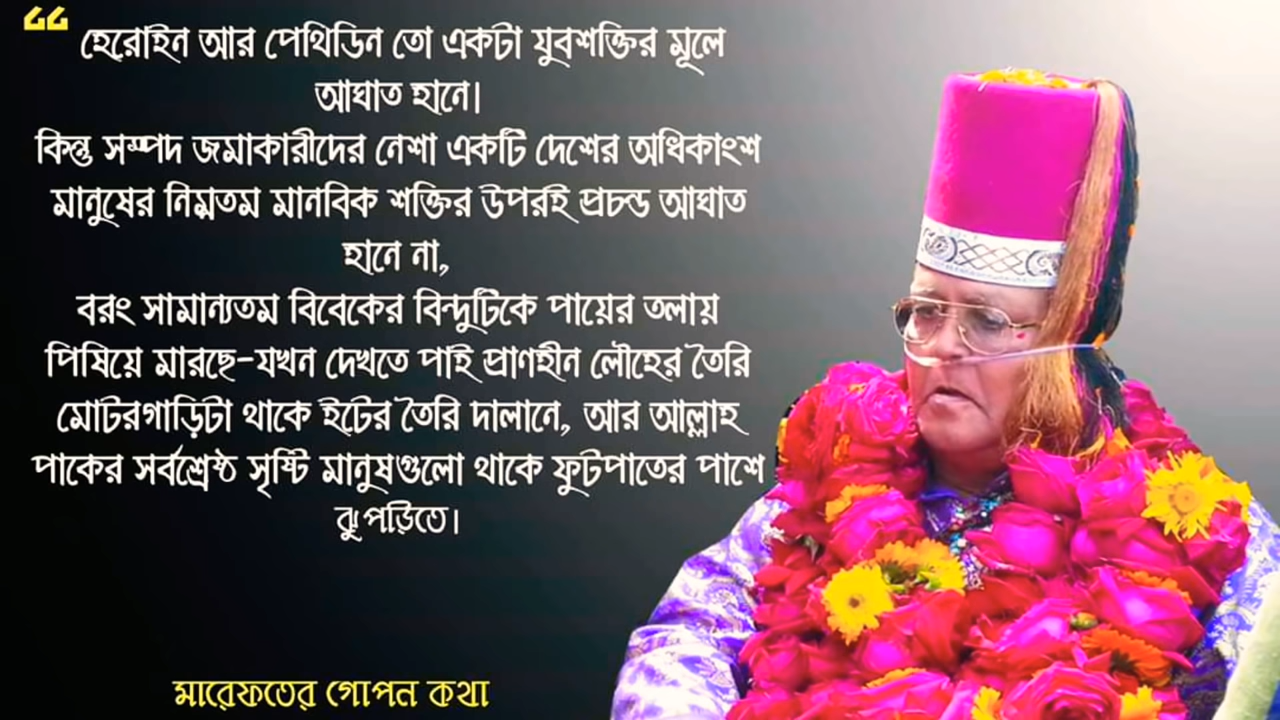 “ হেরোইন আর পেথিডিন তো একটা যুবশক্তির মূলে
আঘাত হানে।
কিন্তু সম্পদ জমাকারীদের নেশা একটি দেশের অধিকাংশ
মানুষের নিম্নতম মানবিক শক্তির উপরই প্রচন্ড আঘাত
হানে না,
বরং সামান্যতম বিবেকের বিন্দুটিকে পায়ের তলায়
পিষিয়ে মারছে-যখন দেখতে পাই প্রাণহীন লৌহের তৈরি
মোটরগাড়িটা থাকে ইটের তৈরি দালানে, আর আল্লাহ
পাকের সর্বশ্রেষ্ঠ সৃষ্টি মানুষগুলো থাকে ফুটপাতের পাশে
ঝুপড়িতে।
মারেফতের গোপন কথা